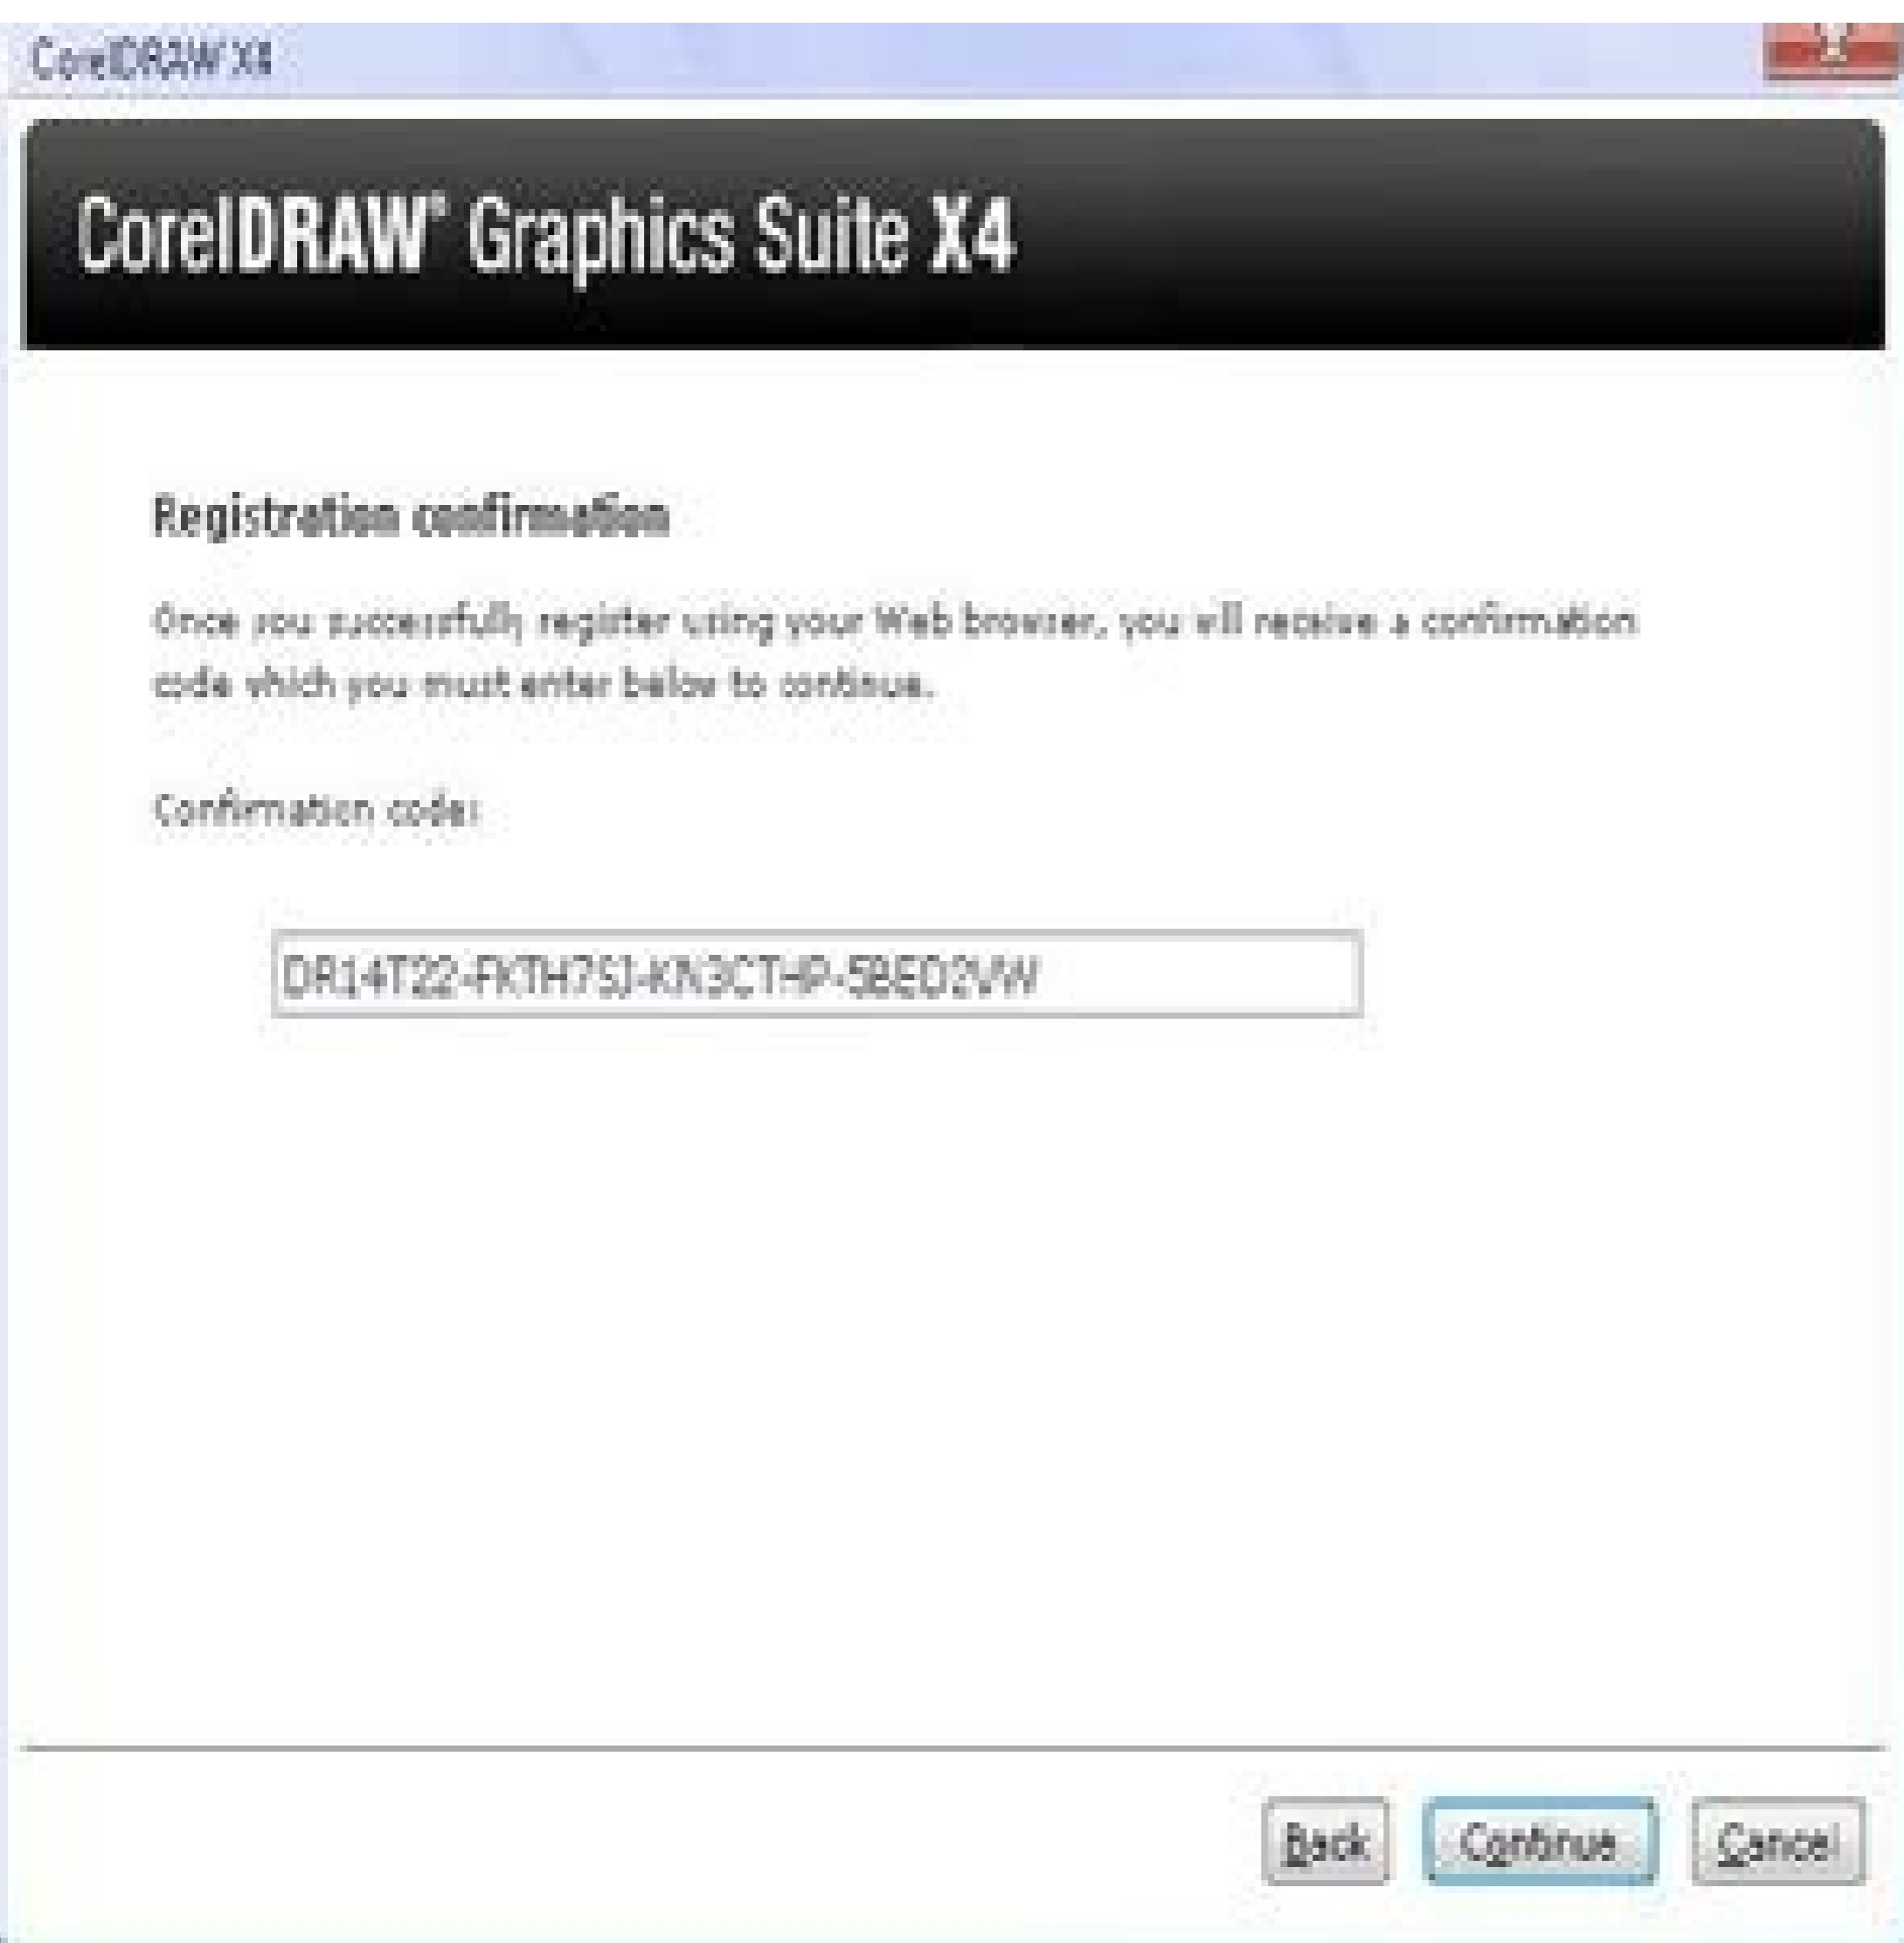 CorelDRAW X4
CorelDRAW® Graphics Suite X4
Registration confirmation
Once you successfully register using your Web browser, you will receive a confirmation
code which you must enter below to continue.
Confirmation code:
DR14T22-FKTH7SJ-KN3CTHP-5BED2VW
Back
Continue
Cancel